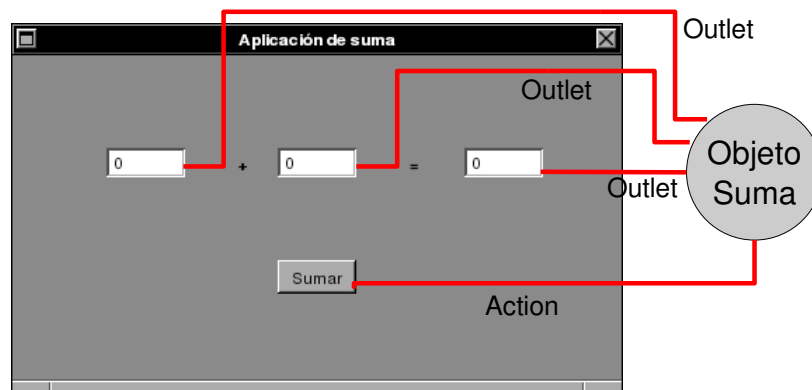 Aplicación de suma
Outlet
Outlet
0 + 0 = 0
Outlet
Objeto
Suma
Sumar
Action